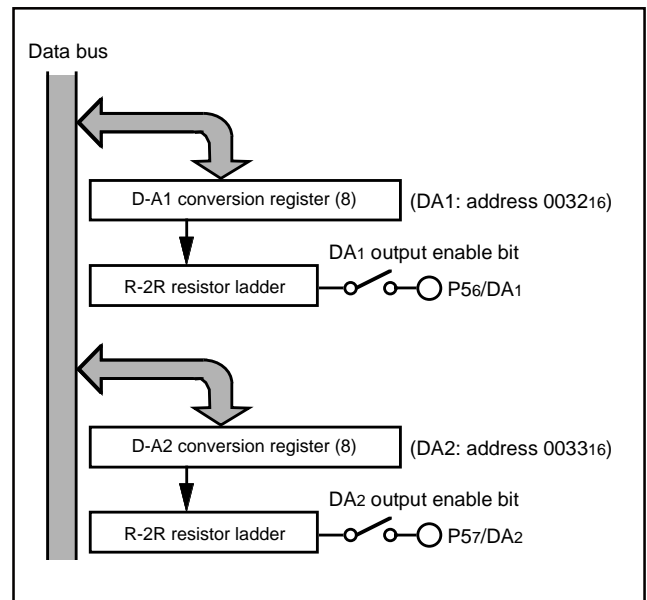 Data bus
D-A1 conversion register (8) (DA1: address 003216)
DA1 output enable bit
R-2R resistor ladder P56/DA1
D-A2 conversion register (8) (DA2: address 003316)
DA2 output enable bit
R-2R resistor ladder P57/DA2